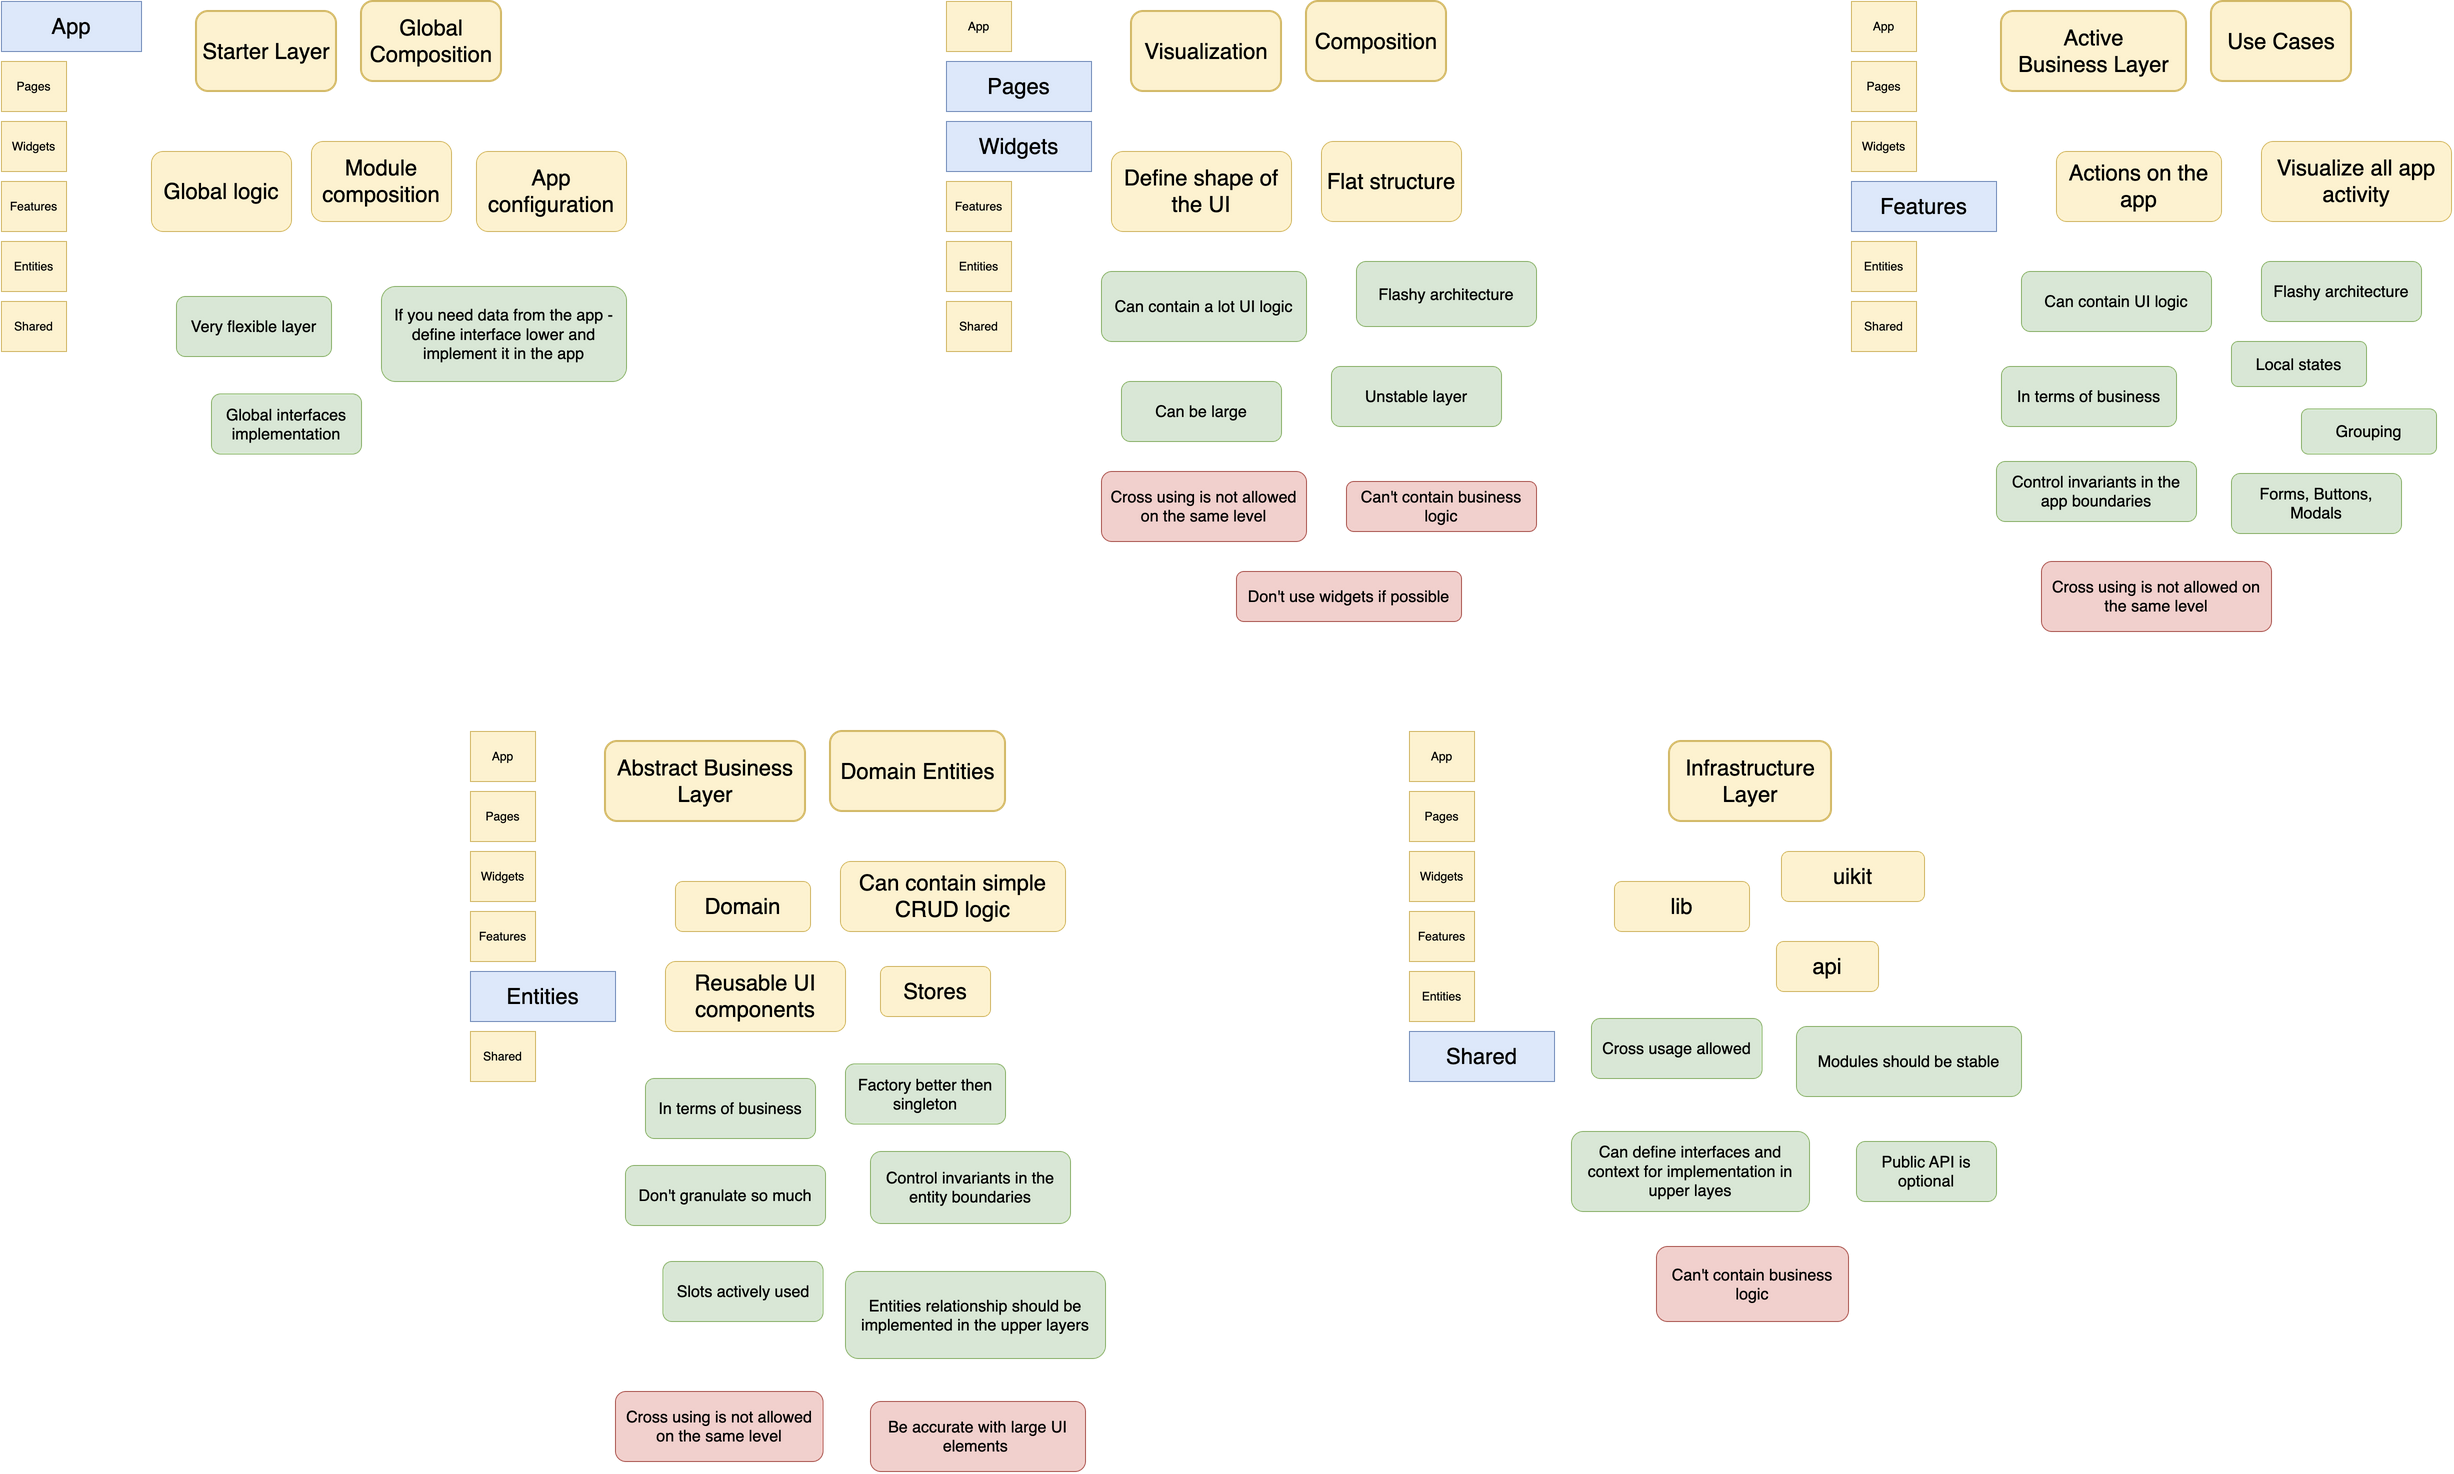 App
Pages
Widgets
Features
Entities
Shared
Starter Layer
Global
Composition
Global logic
Module
composition
App
configuration
Very flexible layer
If you need data from the app -
define interface lower and
implement it in the app
Global interfaces
implementation
App
Pages
Widgets
Features
Entities
Shared
Visualization
Composition
Define shape of
the UI
Flat structure
Can contain a lot UI logic
Flashy architecture
Can be large
Unstable layer
Cross using is not allowed
on the same level
Can't contain business
logic
Don't use widgets if possible
App
Pages
Widgets
Features
Entities
Shared
Active
Business Layer
Use Cases
Actions on the
app
Visualize all app
activity
Can contain UI logic
Flashy architecture
Local states
In terms of business
Grouping
Control invariants in the
app boundaries
Forms, Buttons,
Modals
Cross using is not allowed on
the same level
App
Pages
Widgets
Features
Entities
Shared
Abstract Business
Layer
Domain Entities
Domain
Can contain simple
CRUD logic
Reusable UI
components
Stores
In terms of business
Factory better then
singleton
Don't granulate so much
Control invariants in the
entity boundaries
Slots actively used
Entities relationship should be
implemented in the upper layers
Cross using is not allowed
on the same level
Be accurate with large UI
elements
App
Pages
Widgets
Features
Entities
Shared
Infrastructure
Layer
lib
uikit
api
Cross usage allowed
Modules should be stable
Can define interfaces and
context for implementation in
upper layes
Public API is
optional
Can't contain business
logic